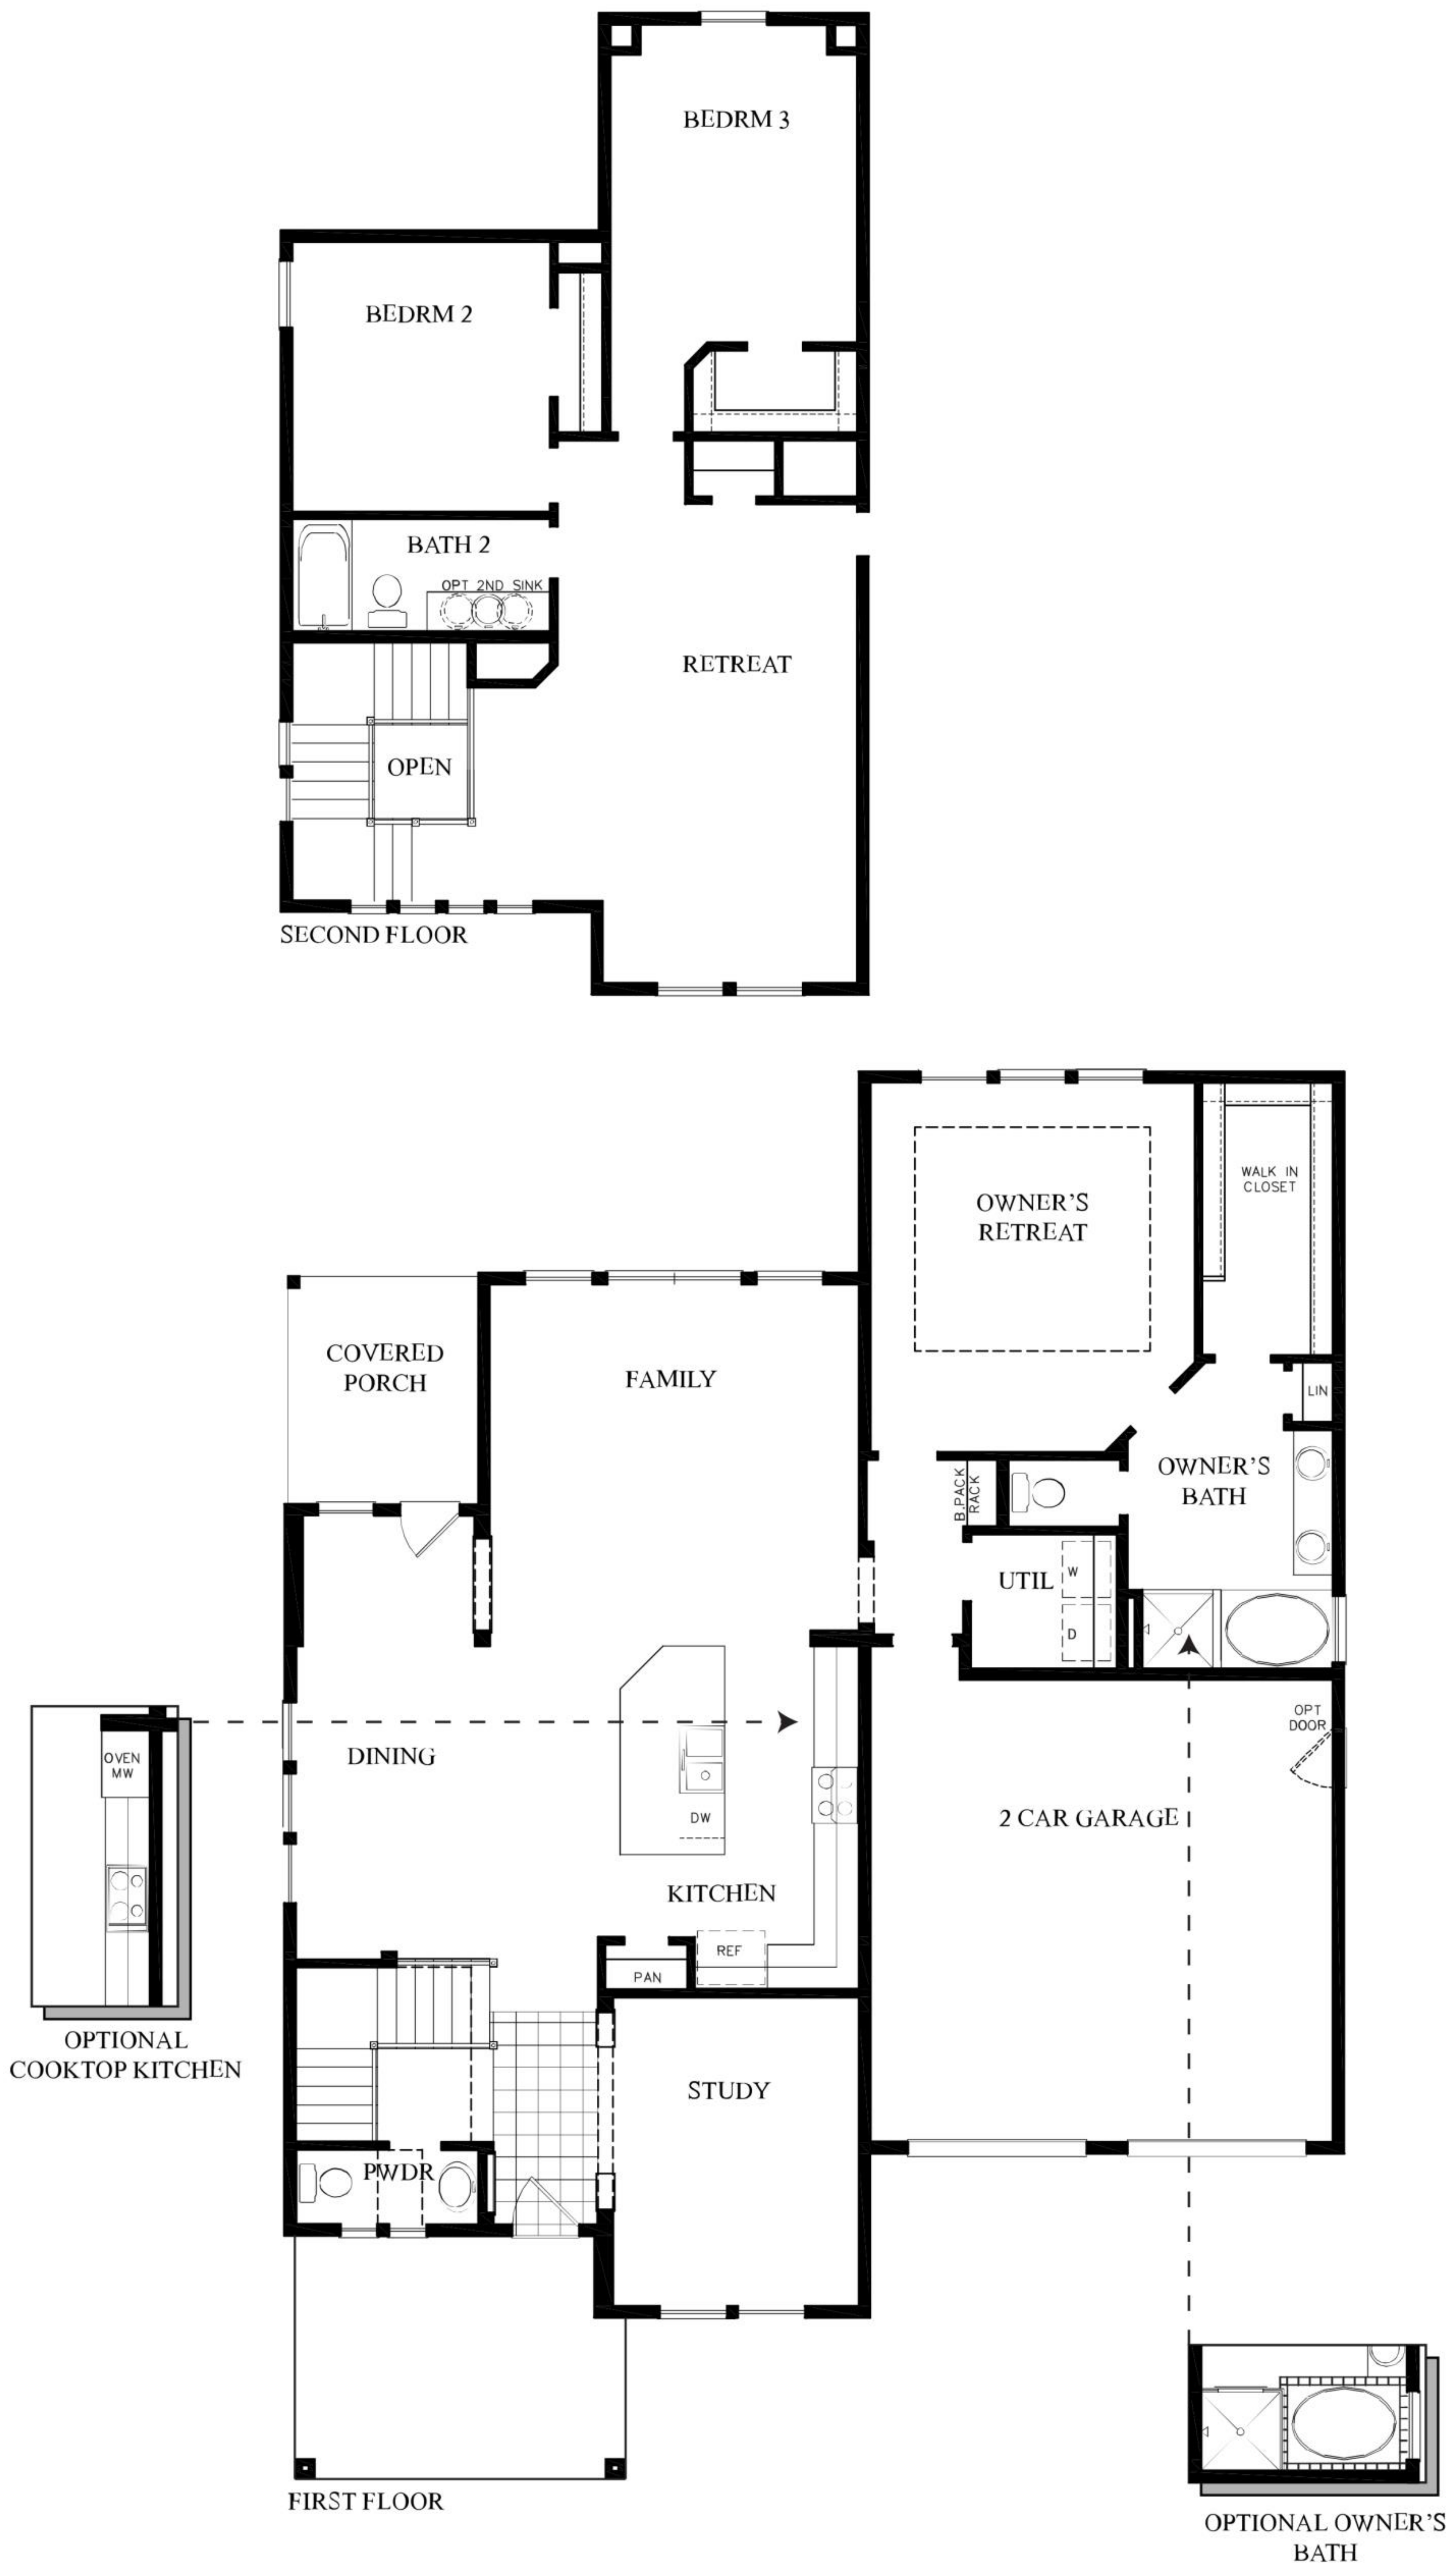 BEDRM 3
BEDRM 2
BATH 2
OPT 2ND SINK
RETREAT
OPEN
SECOND FLOOR
WALK IN
CLOSET
OWNER'S
RETREAT
COVERED
PORCH
FAMILY
LIN
OWNER'S
BATH
B.PACK
RACK
UTIL
W
D
OPT
DOOR
OVEN
MW
DINING
DW
2 CAR GARAGE
KITCHEN
REF
PAN
OPTIONAL
COOKTOP KITCHEN
STUDY
PWDR
FIRST FLOOR
OPTIONAL OWNER'S
BATH